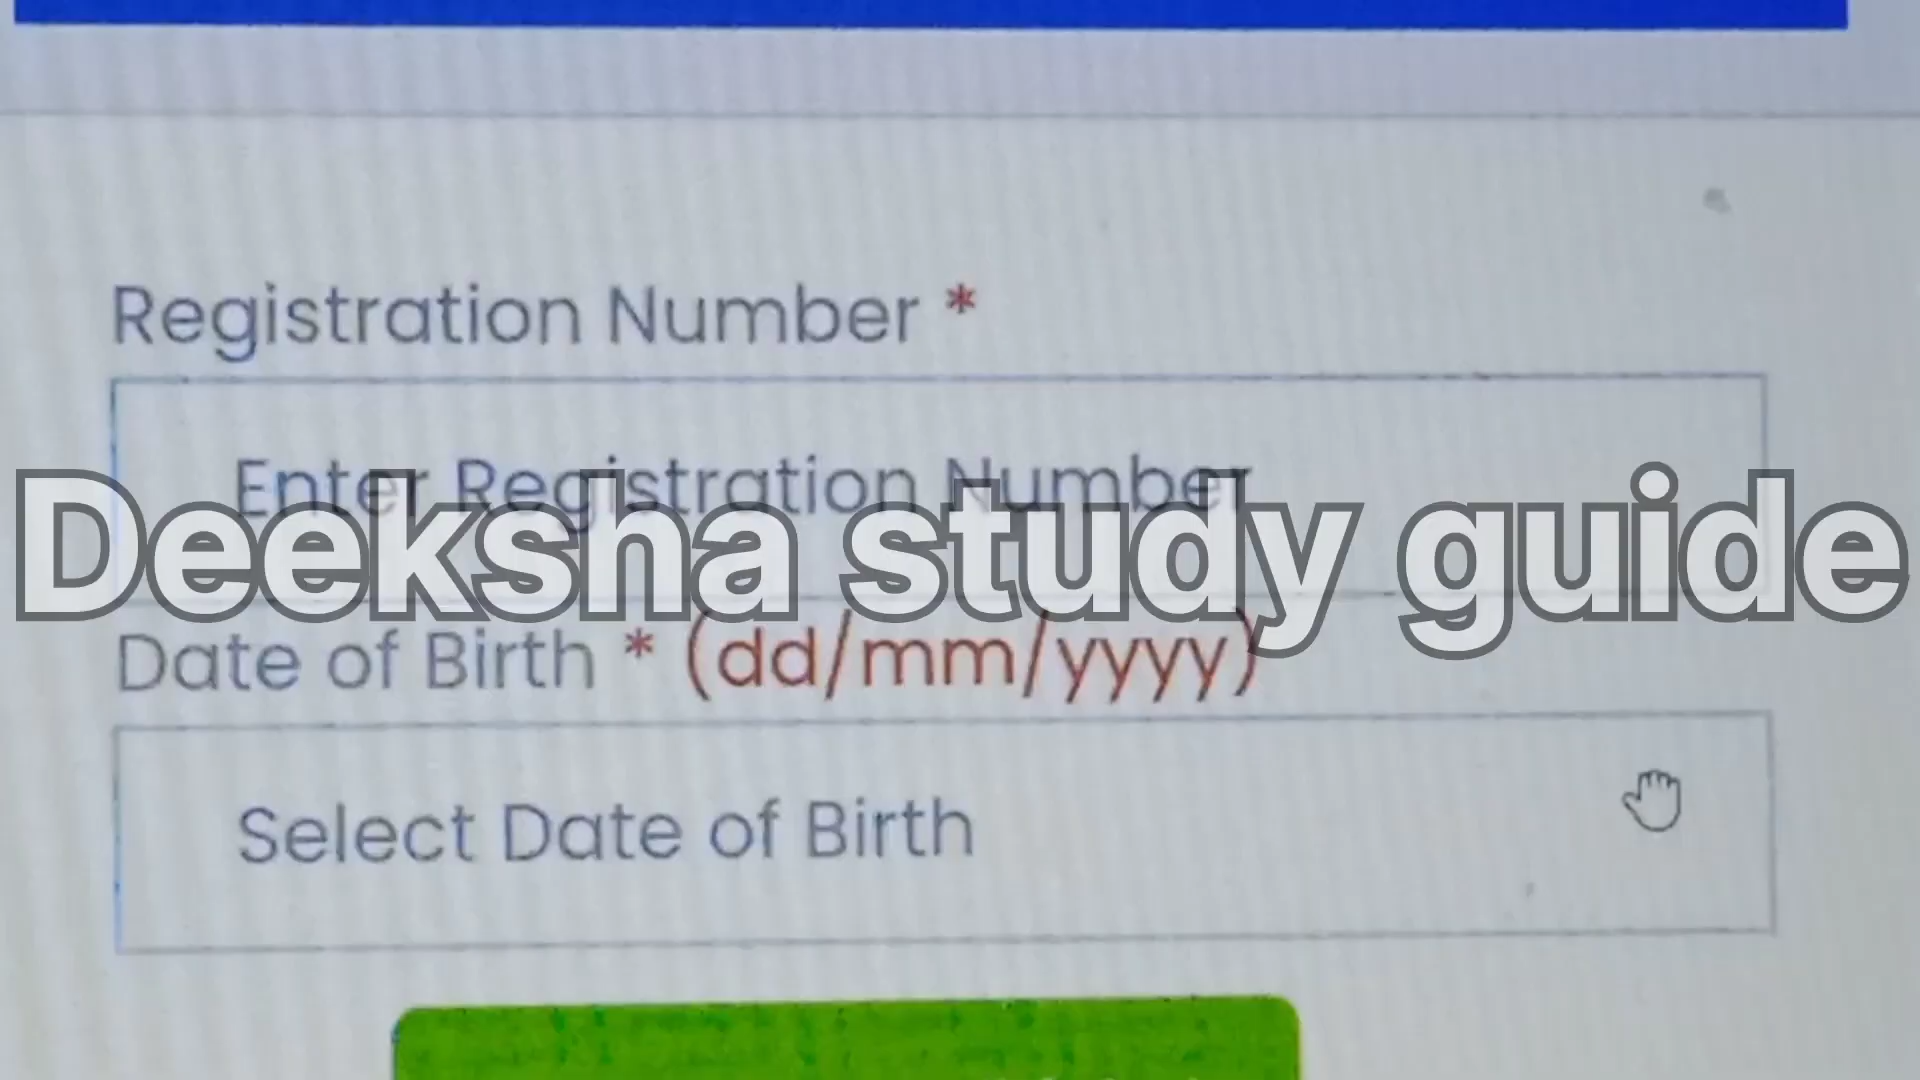 Registration Number *
Enter Registration Number
Deeksha study guide
Date of Birth * (dd/mm/yyyy)
Select Date of Birth